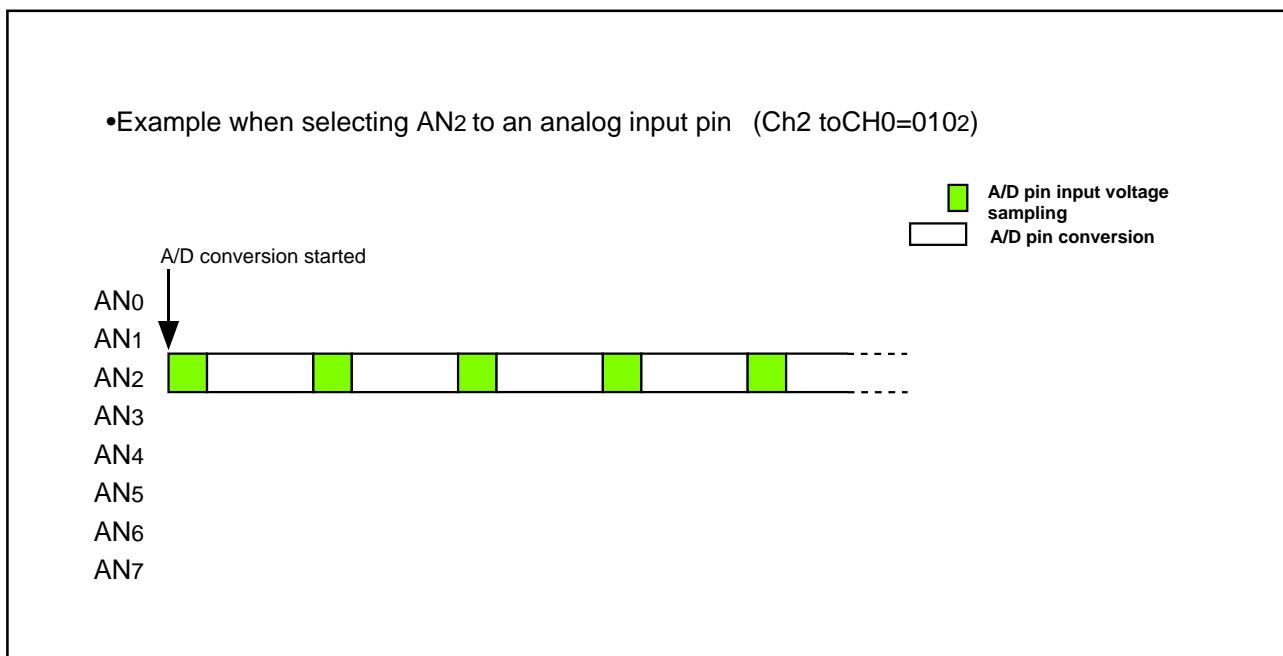 •Example when selecting AN2 to an analog input pin (Ch2 toCH0=0102)
A/D pin input voltage
sampling
A/D pin conversion
A/D conversion started
AN0
AN1
AN2
AN3
AN4
AN5
AN6
AN7